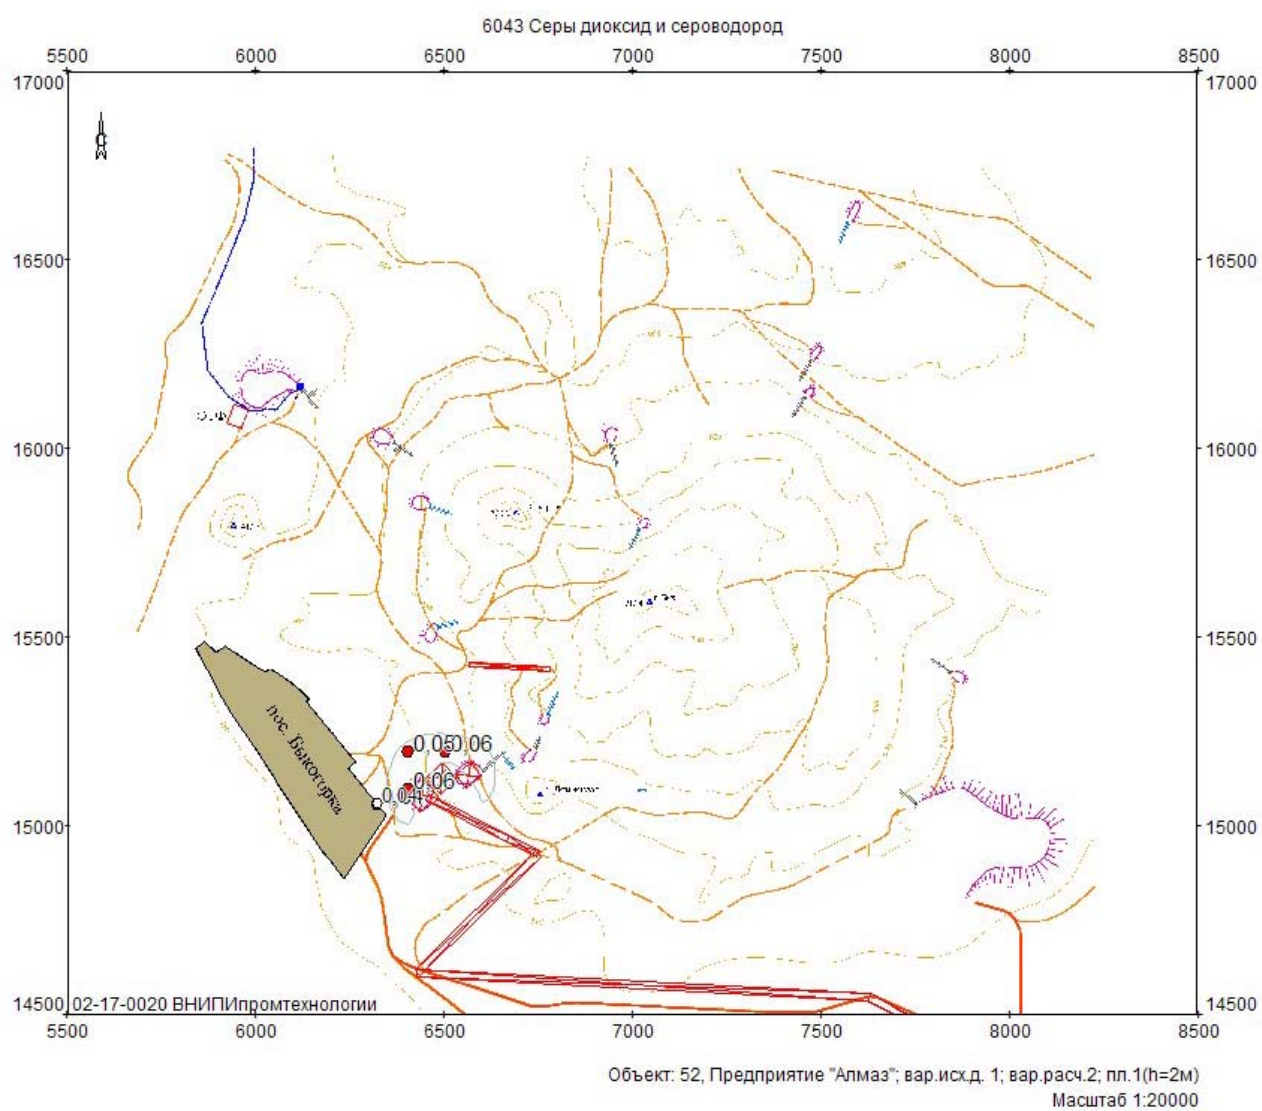 6043 Серы диоксид и сероводород
5500 6000 6500 7000 7500 8000 8500
17000 17000
С
16500 16500
16000 16000
15500 15500
пос. Быкогорка
0.05 0.06
0.06
0.04
15000 15000
14500 02-17-0020 ВНИПИпромтехнологии 14500
5500 6000 6500 7000 7500 8000 8500
Объект: 52, Предприятие "Алмаз"; вар.исх.д. 1; вар.расч.2; пл.1(h=2м)
Масштаб 1:20000